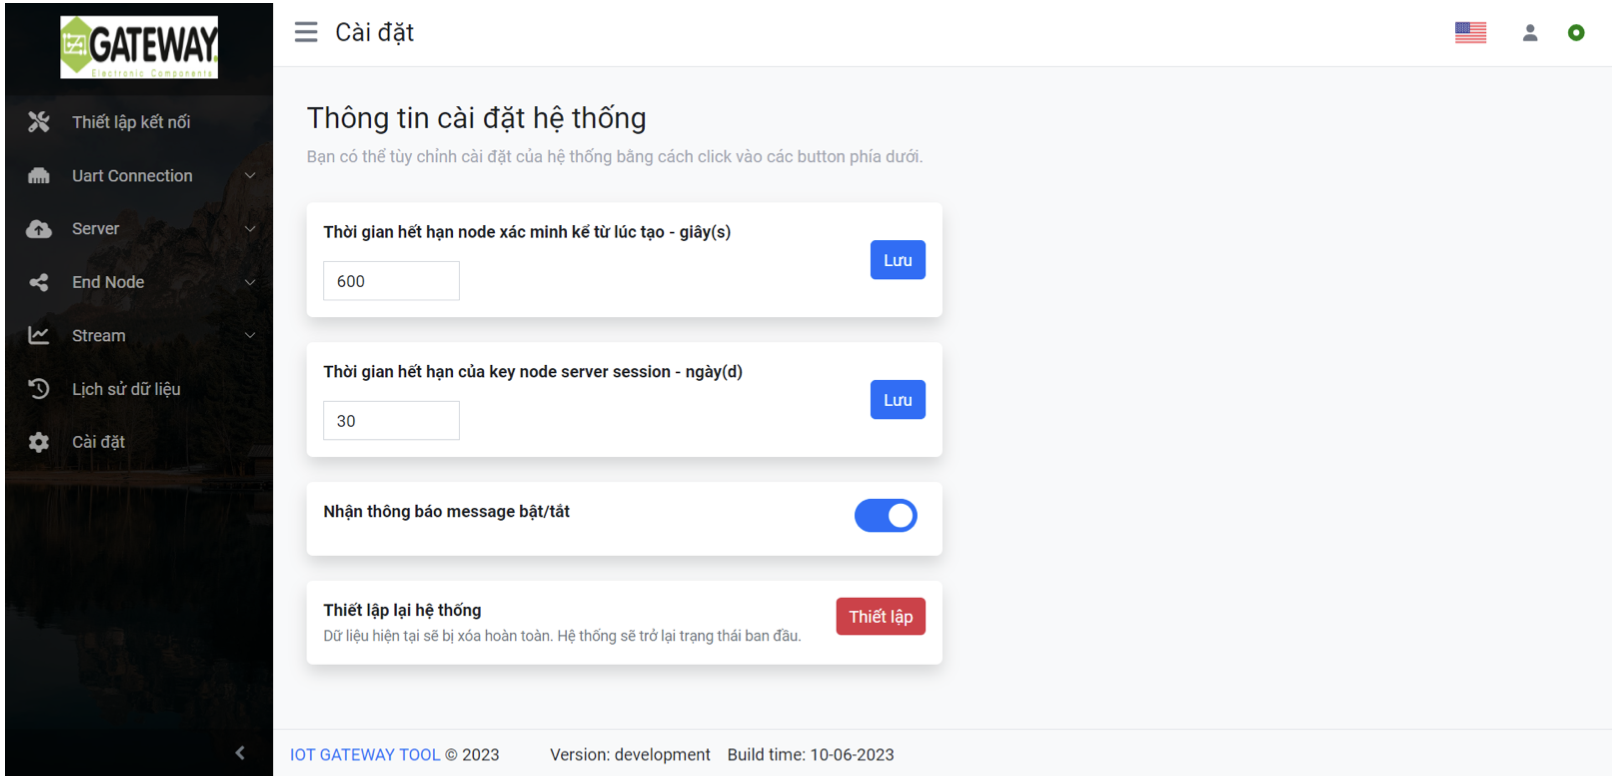 GATEWAY
Electronic Components
Thiết lập kết nối
Uart Connection
Server
End Node
Stream
Lịch sử dữ liệu
Cài đặt
Cài đặt
Thông tin cài đặt hệ thống
Bạn có thể tùy chỉnh cài đặt của hệ thống bằng cách click vào các button phía dưới.
Thời gian hết hạn node xác minh kể từ lúc tạo - giây(s)
600
Lưu
Thời gian hết hạn của key node server session - ngày(d)
30
Lưu
Nhận thông báo message bật/tắt
Thiết lập lại hệ thống
Dữ liệu hiện tại sẽ bị xóa hoàn toàn. Hệ thống sẽ trở lại trạng thái ban đầu.
Thiết lập
IOT GATEWAY TOOL © 2023 Version: development Build time: 10-06-2023